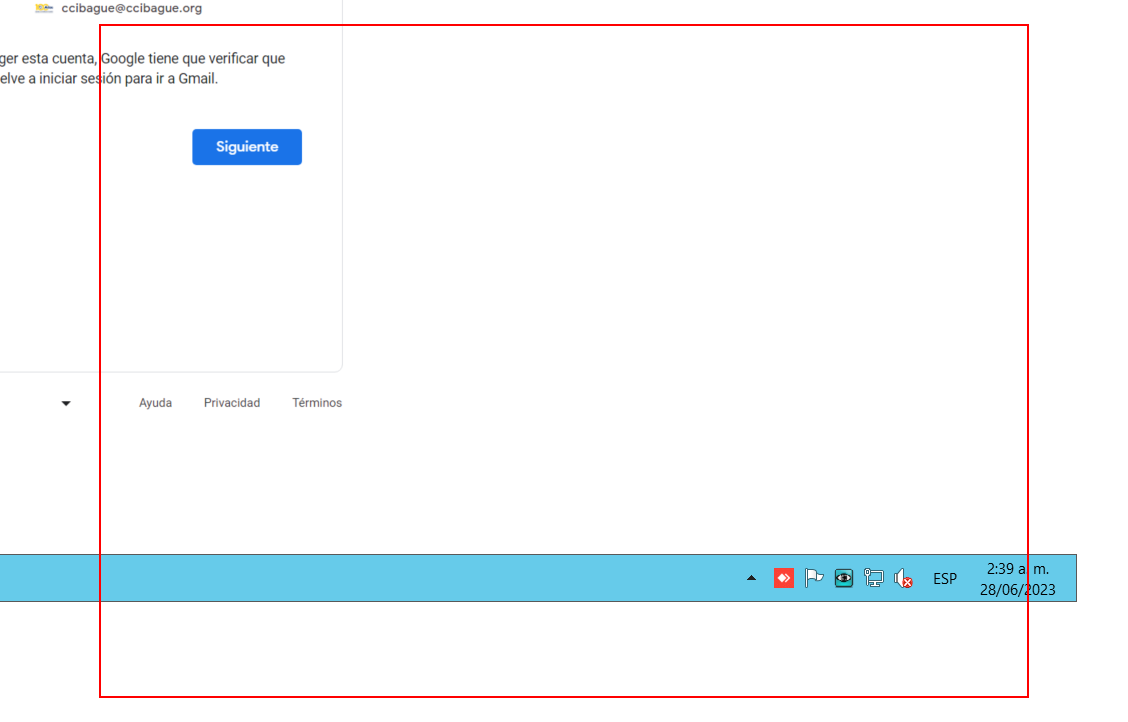 ccibague@ccibague.org
ger esta cuenta, Google tiene que verificar que
elve a iniciar sesión para ir a Gmail.
Siguiente
Ayuda Privacidad Términos
ESP
2:39 a. m.
28/06/2023